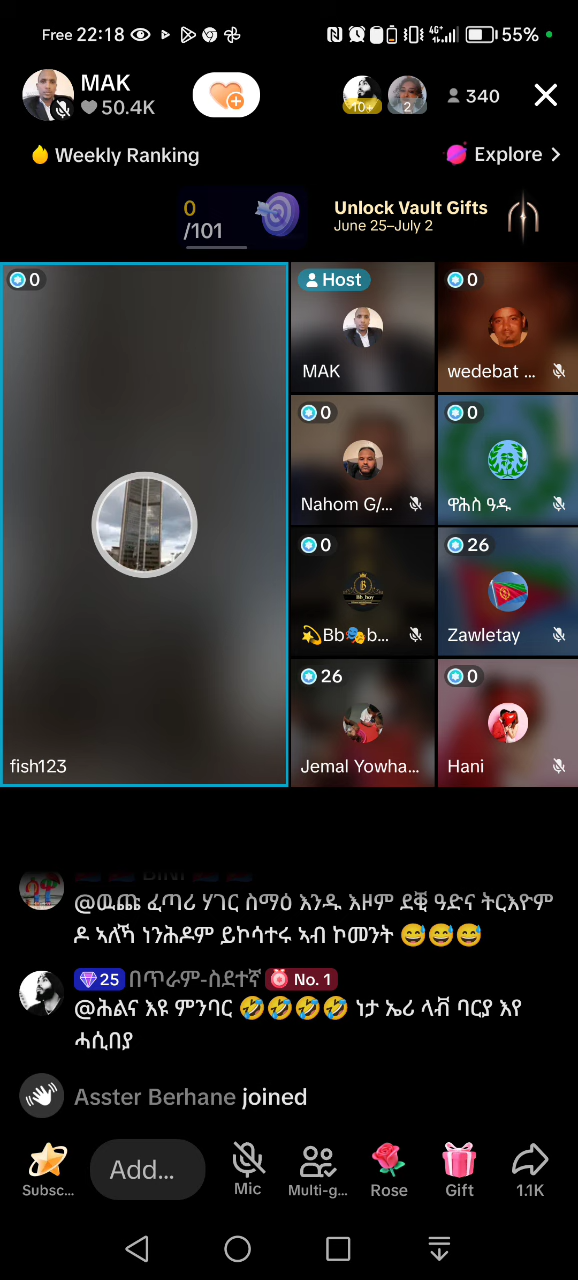 Free 22:18
4G+
55%
MAK
50.4K
10+
2
340
Weekly Ranking
Explore
0
/101
Unlock Vault Gifts
June 25–July 2
0
Host
0
MAK
wedebat ...
0
0
Nahom G/...
ዋሕስ ዓዱ
0
26
Bb_boy
💫Bb🎭b...
Zawletay
26
0
Jemal Yowha...
Hani
fish123
BINI
@ዉጩ ፈጣሪ ሃገር ስማዕ እንዱ እዞም ደቒ ዓድና ትርእዮም
ዶ ኣለኻ ነንሕዶም ይኮሳተሩ ኣብ ኮመንት 😅😅😅
25 በጥራም-ስደተኛ No. 1
@ሕልና እዩ ምንባር 🤣🤣🤣🤣 ነታ ኤሪ ላቭ ባርያ እየ
ሓሲበያ
Asster Berhane joined
Subsc...
Add...
Mic
Multi-g...
Rose
Gift
1.1K